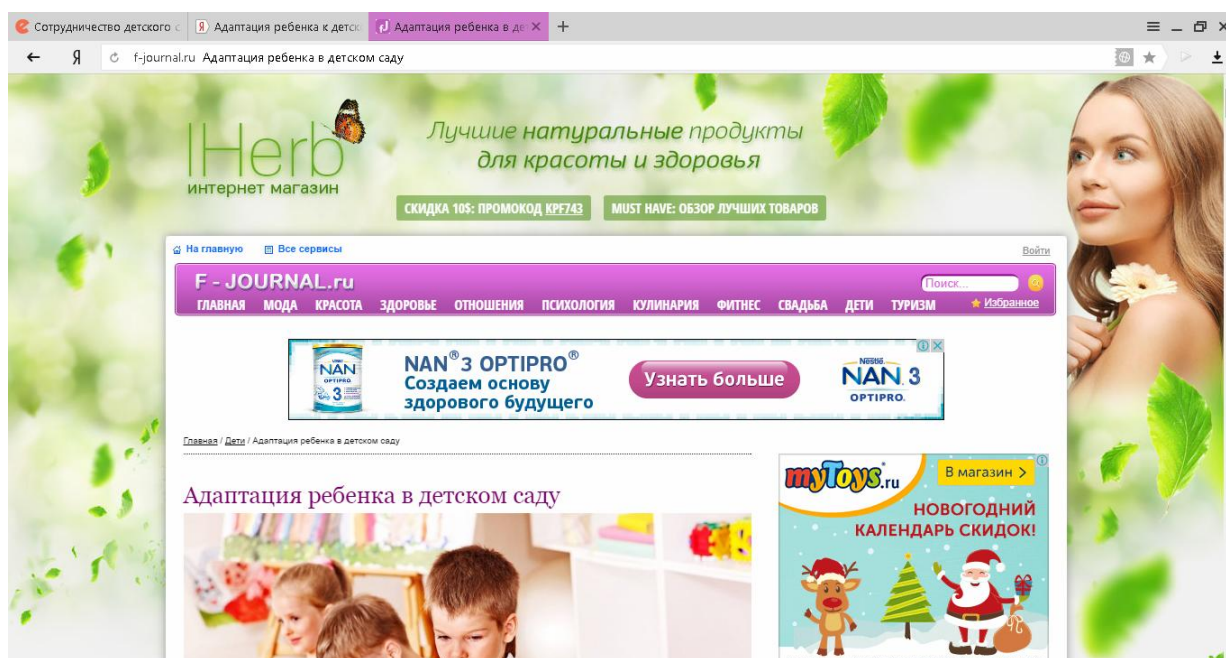 Сотрудничество детского с
Адаптация ребенка к детск
Адаптация ребенка в де
Я
f-journal.ru Адаптация ребенка в детском саду
IHerb
интернет магазин
Лучшие натуральные продукты
для красоты и здоровья
СКИДКА 10$: ПРОМОКОД KPF743
MUST HAVE: ОБЗОР ЛУЧШИХ ТОВАРОВ
На главную
Все сервисы
Войти
F - JOURNAL.ru
Поиск...
ГЛАВНАЯ МОДА КРАСОТА ЗДОРОВЬЕ ОТНОШЕНИЯ ПСИХОЛОГИЯ КУЛИНАРИЯ ФИТНЕС СВАДЬБА ДЕТИ ТУРИЗМ
Избранное
NAN
OPTIPRO
3
NAN® 3 OPTIPRO®
Создаем основу
здорового будущего
Узнать больше
Nestlé
NAN 3
OPTIPRO.
Главная / Дети / Адаптация ребенка в детском саду
Адаптация ребенка в детском саду
myToys.ru
В магазин >
НОВОГОДНИЙ
КАЛЕНДАРЬ СКИДОК!